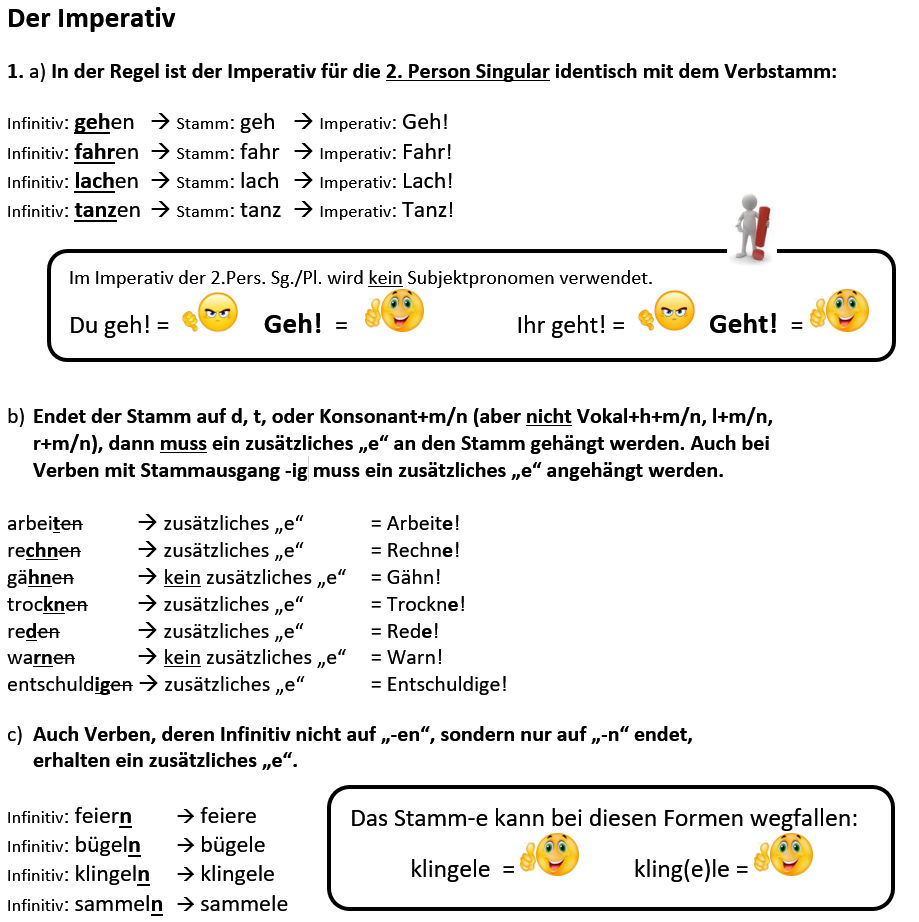 Der Imperativ
1. a) In der Regel ist der Imperativ für die 2. Person Singular identisch mit dem Verbstamm:
Infinitiv: gehen → Stamm: geh → Imperativ: Geh!
Infinitiv: fahren → Stamm: fahr → Imperativ: Fahr!
Infinitiv: lachen → Stamm: lach → Imperativ: Lach!
Infinitiv: tanzen → Stamm: tanz → Imperativ: Tanz!
Im Imperativ der 2.Pers. Sg./Pl. wird kein Subjektpronomen verwendet.
Du geh! = Geh! = Ihr geht! = Geht! =
b) Endet der Stamm auf d, t, oder Konsonant+m/n (aber nicht Vokal+h+m/n, l+m/n,
r+m/n), dann muss ein zusätzliches „e“ an den Stamm gehängt werden. Auch bei
Verben mit Stammausgang -ig muss ein zusätzliches „e“ angehängt werden.
arbeiten → zusätzliches „e“ = Arbeite!
rechnen → zusätzliches „e“ = Rechne!
gähnen → kein zusätzliches „e“ = Gähn!
trocknen → zusätzliches „e“ = Trockne!
reden → zusätzliches „e“ = Rede!
warnen → kein zusätzliches „e“ = Warn!
entschuldigen → zusätzliches „e“ = Entschuldige!
c) Auch Verben, deren Infinitiv nicht auf „-en“, sondern nur auf „-n“ endet,
erhalten ein zusätzliches „e“.
Infinitiv: feiern → feiere
Infinitiv: bügeln → bügele
Infinitiv: klingeln → klingele
Infinitiv: sammeln → sammele
Das Stamm-e kann bei diesen Formen wegfallen:
klingele = kling(e)le =